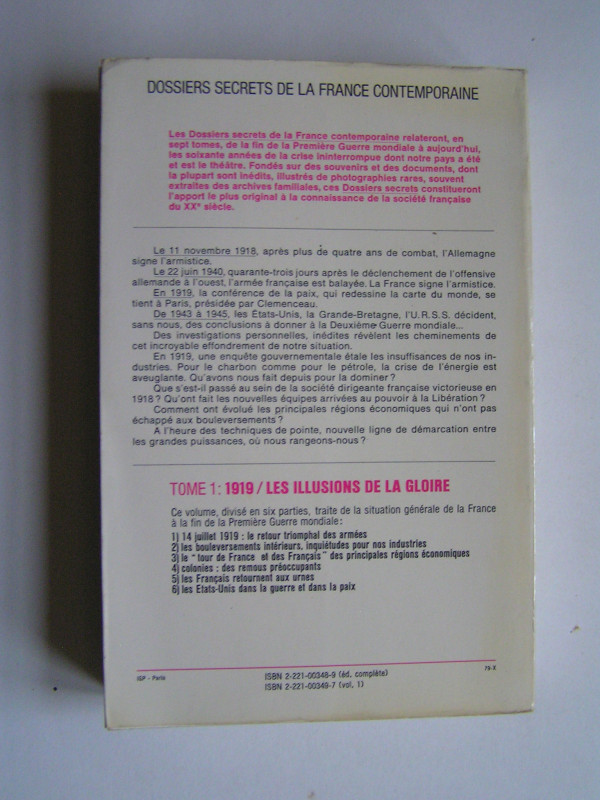 DOSSIERS SECRETS DE LA FRANCE CONTEMPORAINE
Les Dossiers secrets de la France contemporaine relateront, en
sept tomes, de la fin de la Première Guerre mondiale à aujourd'hui,
les soixante années de la crise ininterrompue dont notre pays a été
et est le théâtre. Fondés sur des souvenirs et des documents, dont
la plupart sont inédits, illustrés de photographies rares, souvent
extraites des archives familiales, ces Dossiers secrets constitueront
l'apport le plus original à la connaissance de la société française
du XXe siècle.
Le 11 novembre 1918, après plus de quatre ans de combat, l'Allemagne
signe l'armistice.
Le 22 juin 1940, quarante-trois jours après le déclenchement de l'offensive
allemande à l'ouest, l'armée française est balayée. La France signe l'armistice.
En 1919, la conférence de la paix, qui redessine la carte du monde, se
tient à Paris, présidée par Clemenceau.
De 1943 à 1945, les États-Unis, la Grande-Bretagne, l'U.R.S.S. décident,
sans nous, des conclusions à donner à la Deuxième Guerre mondiale...
Des investigations personnelles, inédites révèlent les cheminements de
cet incroyable effondrement de notre situation.
En 1919, une enquête gouvernementale étale les insuffisances de nos in-
dustries. Pour le charbon comme pour le pétrole, la crise de l'énergie est
aveuglante. Qu'avons nous fait depuis pour la dominer ?
Que s'est-il passé au sein de la société dirigeante française victorieuse en
1918 ? Qu'ont fait les nouvelles équipes arrivées au pouvoir à la Libération ?
Comment ont évolué les principales régions économiques qui n'ont pas
échappé aux bouleversements ?
A l'heure des techniques de pointe, nouvelle ligne de démarcation entre
les grandes puissances, où nous rangeons-nous ?
TOME 1 : 1919 / LES ILLUSIONS DE LA GLOIRE
Ce volume, divisé en six parties, traite de la situation générale de la France
à la fin de la Première Guerre mondiale :
1) 14 juillet 1919 : le retour triomphal des armées
2) les bouleversements intérieurs, inquiétudes pour nos industries
3) le "tour de France et des Français" des principales régions économiques
4) colonies : des remous préoccupants
5) les Français retournent aux urnes
6) les Etats-Unis dans la guerre et dans la paix
IGP - Paris
ISBN 2-221-00348-9 (éd. complète)
79-X
ISBN 2-221-00349-7 (vol. 1)